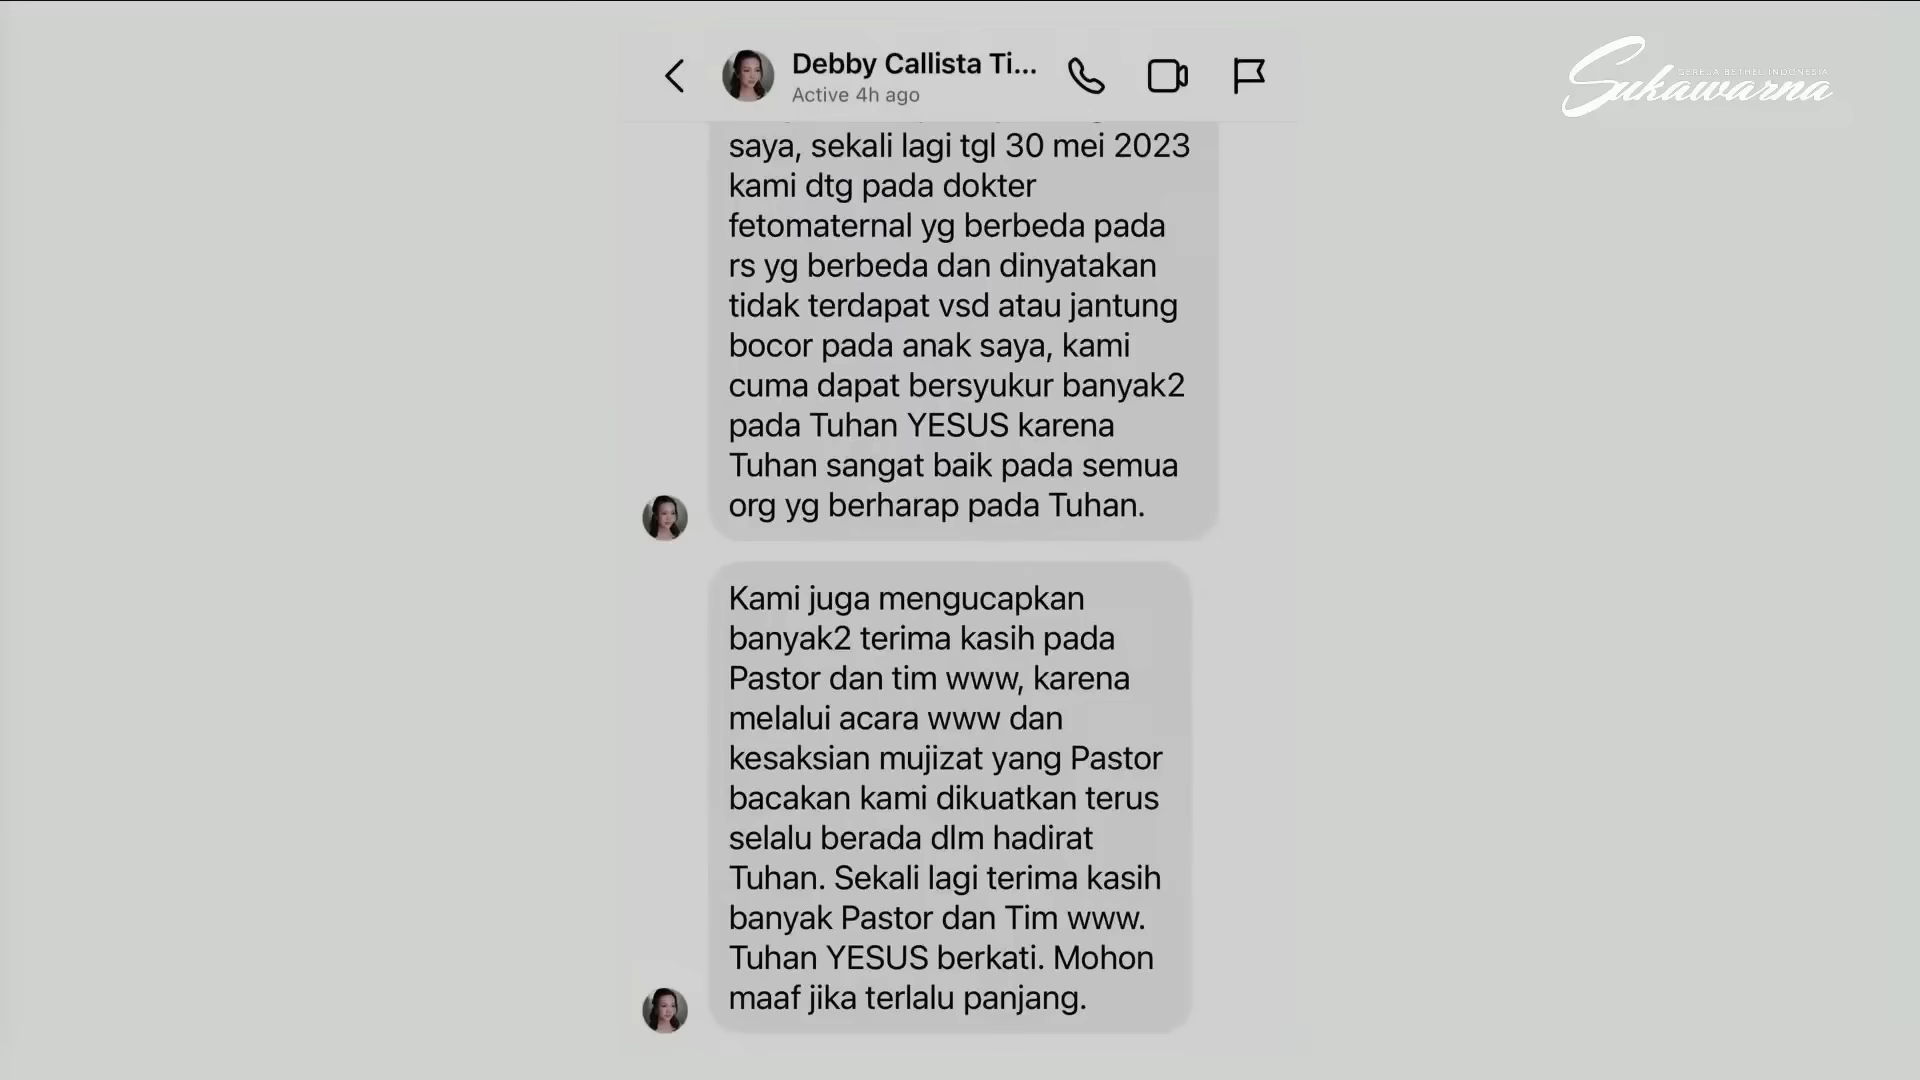 Debby Callista Ti...
Active 4h ago
GEREJA BETHEL INDONESIA
Sukawarna
saya, sekali lagi tgl 30 mei 2023
kami dtg pada dokter
fetomaternal yg berbeda pada
rs yg berbeda dan dinyatakan
tidak terdapat vsd atau jantung
bocor pada anak saya, kami
cuma dapat bersyukur banyak2
pada Tuhan YESUS karena
Tuhan sangat baik pada semua
org yg berharap pada Tuhan.
Kami juga mengucapkan
banyak2 terima kasih pada
Pastor dan tim www, karena
melalui acara www dan
kesaksian mujizat yang Pastor
bacakan kami dikuatkan terus
selalu berada dlm hadirat
Tuhan. Sekali lagi terima kasih
banyak Pastor dan Tim www.
Tuhan YESUS berkati. Mohon
maaf jika terlalu panjang.